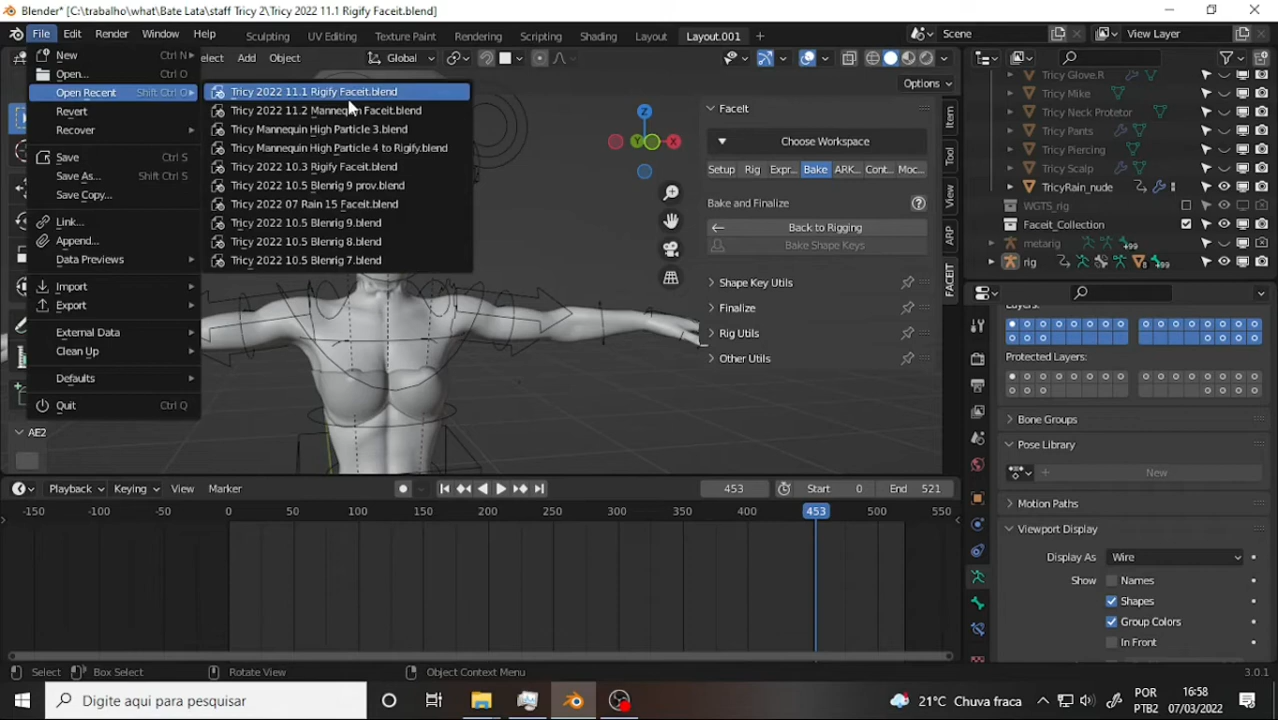 Blender* [C:\trabalho\what\Bate Lata\staff Tricy 2\Tricy 2022 11.1 Rigify Faceit.blend]
File Edit Render Window Help Sculpting UV Editing Texture Paint Rendering Scripting Shading Layout Layout.001 Scene View Layer
elect Add Object Global
Options
New Ctrl N
Open... Ctrl O
Open Recent Shift Ctrl O
Revert
Recover
Save Ctrl S
Save As... Shift Ctrl S
Save Copy...
Link...
Append...
Data Previews
Import
Export
External Data
Clean Up
Defaults
Quit Ctrl Q
AE2
Tricy 2022 11.1 Rigify Faceit.blend
Tricy 2022 11.2 Mannequin Faceit.blend
Tricy Mannequin High Particle 3.blend
Tricy Mannequin High Particle 4 to Rigify.blend
Tricy 2022 10.3 Rigify Faceit.blend
Tricy 2022 10.5 Blenrig 9 prov.blend
Tricy 2022 07 Rain 15 Faceit.blend
Tricy 2022 10.5 Blenrig 9.blend
Tricy 2022 10.5 Blenrig 8.blend
Tricy 2022 10.5 Blenrig 7.blend
Z
Y X
FaceIt
Choose Workspace
Setup Rig Expr... Bake ARK... Cont... Moc...
Bake and Finalize
Back to Rigging
Bake Shape Keys
Shape Key Utils
Finalize
Rig Utils
Other Utils
Item
Tool
View
ARP
FACEIT
Tricy Glove.R
Tricy Mike
Tricy Neck Protetor
Tricy Pants
Tricy Piercing
TricyRain_nude
WGTS_rig
Faceit_Collection
metarig 99
rig 8 99
Layers:
Protected Layers:
Bone Groups
Pose Library
New
Motion Paths
Viewport Display
Display As Wire
Show Names
Shapes
Group Colors
In Front
Playback Keying View Marker 453 Start 0 End 521
-150 -100 -50 0 50 100 150 200 250 300 350 400 453 500 550
Select Box Select Rotate View Object Context Menu 3.0.1
Digite aqui para pesquisar
21°C Chuva fraca
POR
PTB2
16:58
07/03/2022